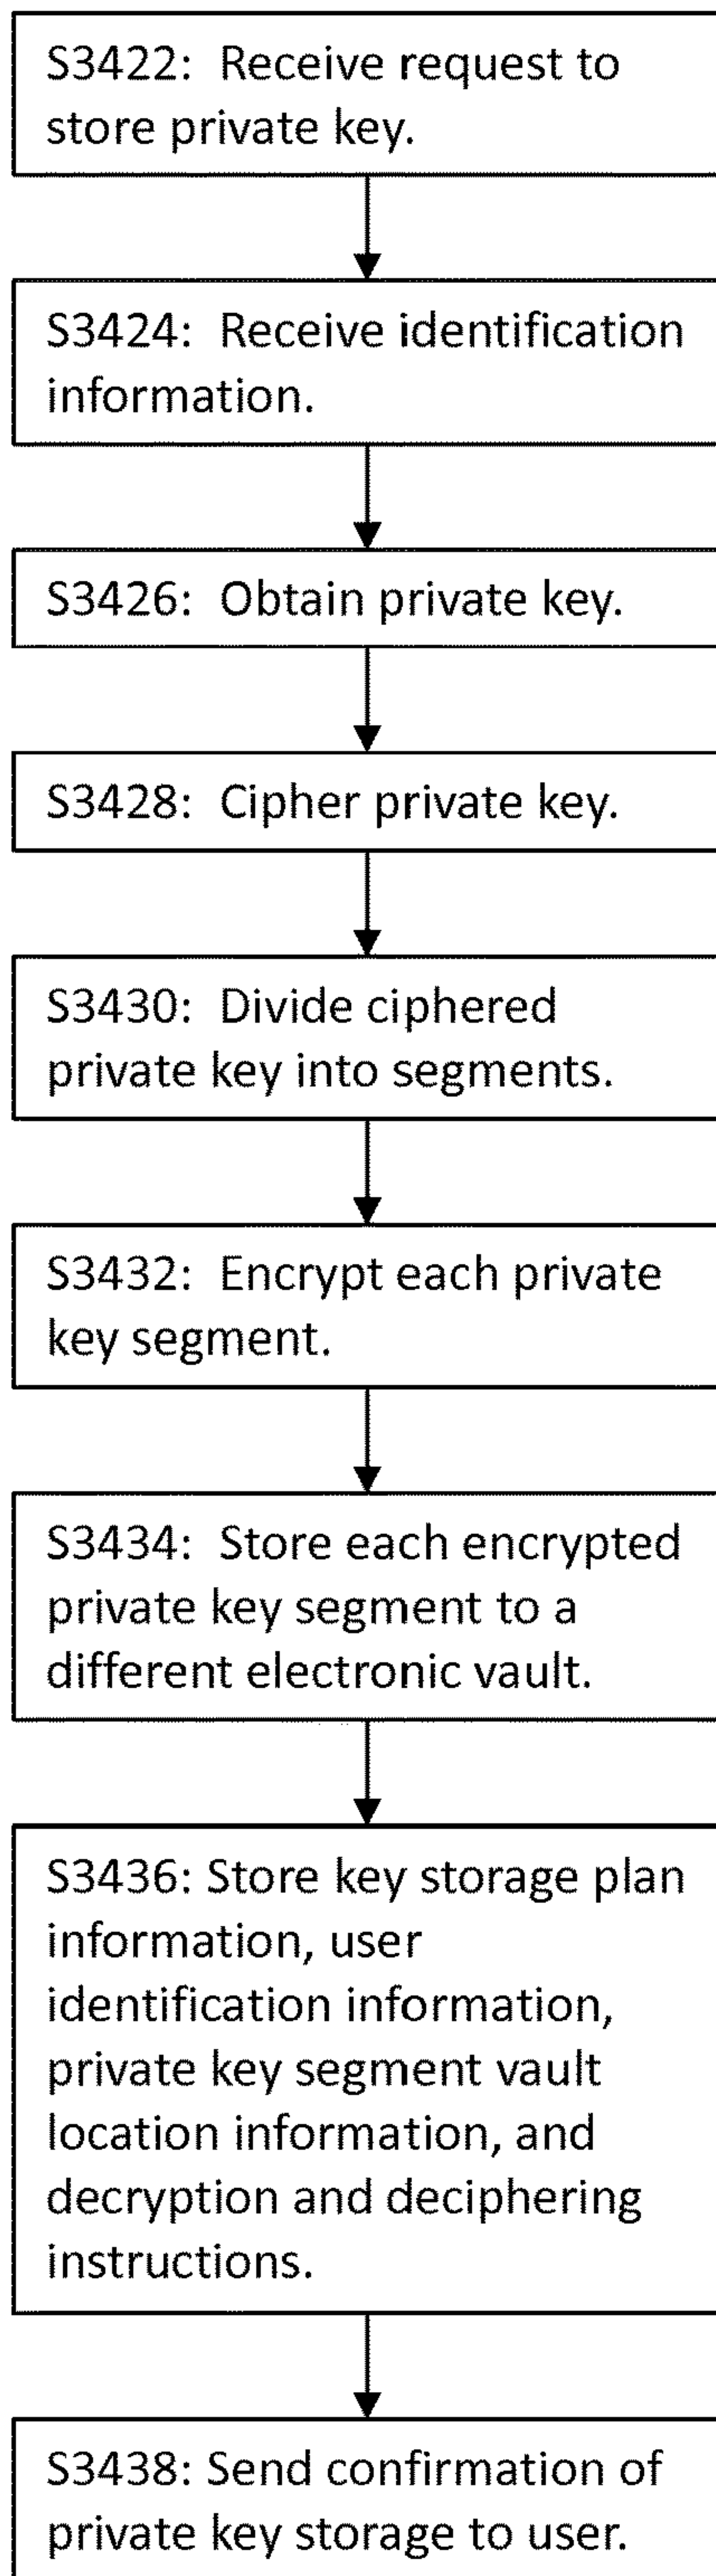 S3422:  Receive request to
store private key.
S3424:  Receive identification
information.
S3426:  Obtain private key.
S3428:  Cipher private key.
S3430:  Divide ciphered
private key into segments.
S3432:  Encrypt each private
key segment.
S3434:  Store each encrypted
private key segment to a
different electronic vault.
S3436: Store key storage plan
information, user
identification information,
private key segment vault
location information, and
decryption and deciphering
instructions.
S3438: Send confirmation of
private key storage to user.